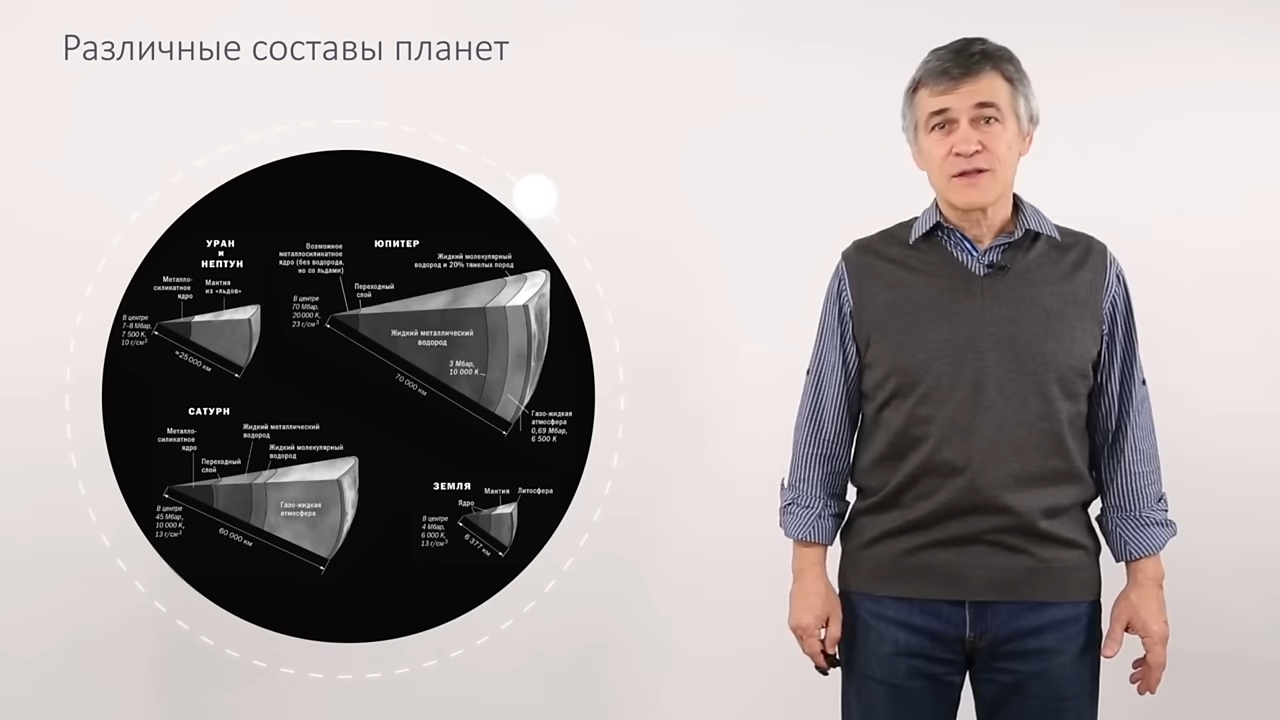 Различные составы планет
УРАН
и
НЕПТУН
Металло-
силикатное
ядро
Мантия
из «льдов»
В центре
7-8 Мбар,
7 500 К,
10 г/см³
≈25 000 км
ЮПИТЕР
Возможное
металлосиликатное
ядро (без водорода,
но со льдами)
Жидкий молекулярный
водород и 20% тяжелых пород
Переходный
слой
В центре
70 Мбар,
20 000 К,
23 г/см³
Жидкий металлический
водород
3 Мбар,
10 000 К
70 000 км
Газо-жидкая
атмосфера
0,69 Мбар,
6 500 К
САТУРН
Металло-
силикатное
ядро
Жидкий металлический
водород
Жидкий молекулярный
водород
Переходный
слой
Газо-жидкая
атмосфера
В центре
45 Мбар,
10 000 К,
13 г/см³
60 000 км
ЗЕМЛЯ
Ядро
Мантия
Литосфера
В центре
4 Мбар,
6 000 К,
13 г/см³
6 377 км